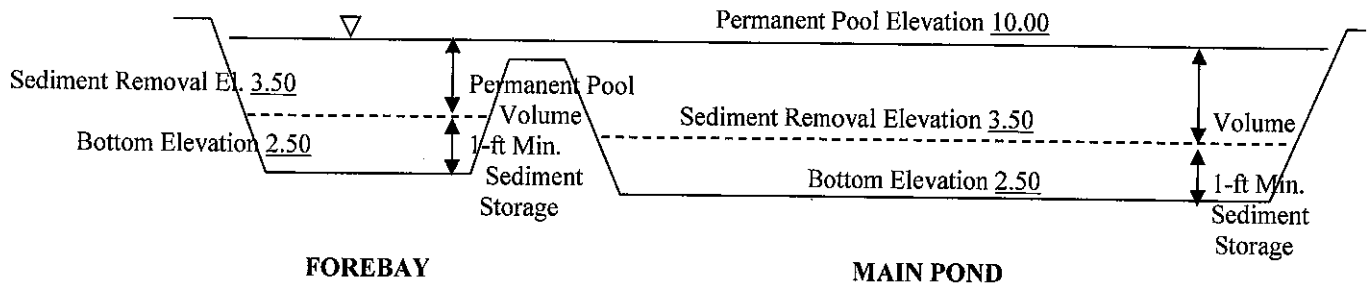 Permanent Pool Elevation 10.00
Sediment Removal El. 3.50
Permanent Pool
Volume
Bottom Elevation 2.50
1-ft Min.
Sediment
Storage
Sediment Removal Elevation 3.50
Volume
Bottom Elevation 2.50
1-ft Min.
Sediment
Storage
FOREBAY
MAIN POND